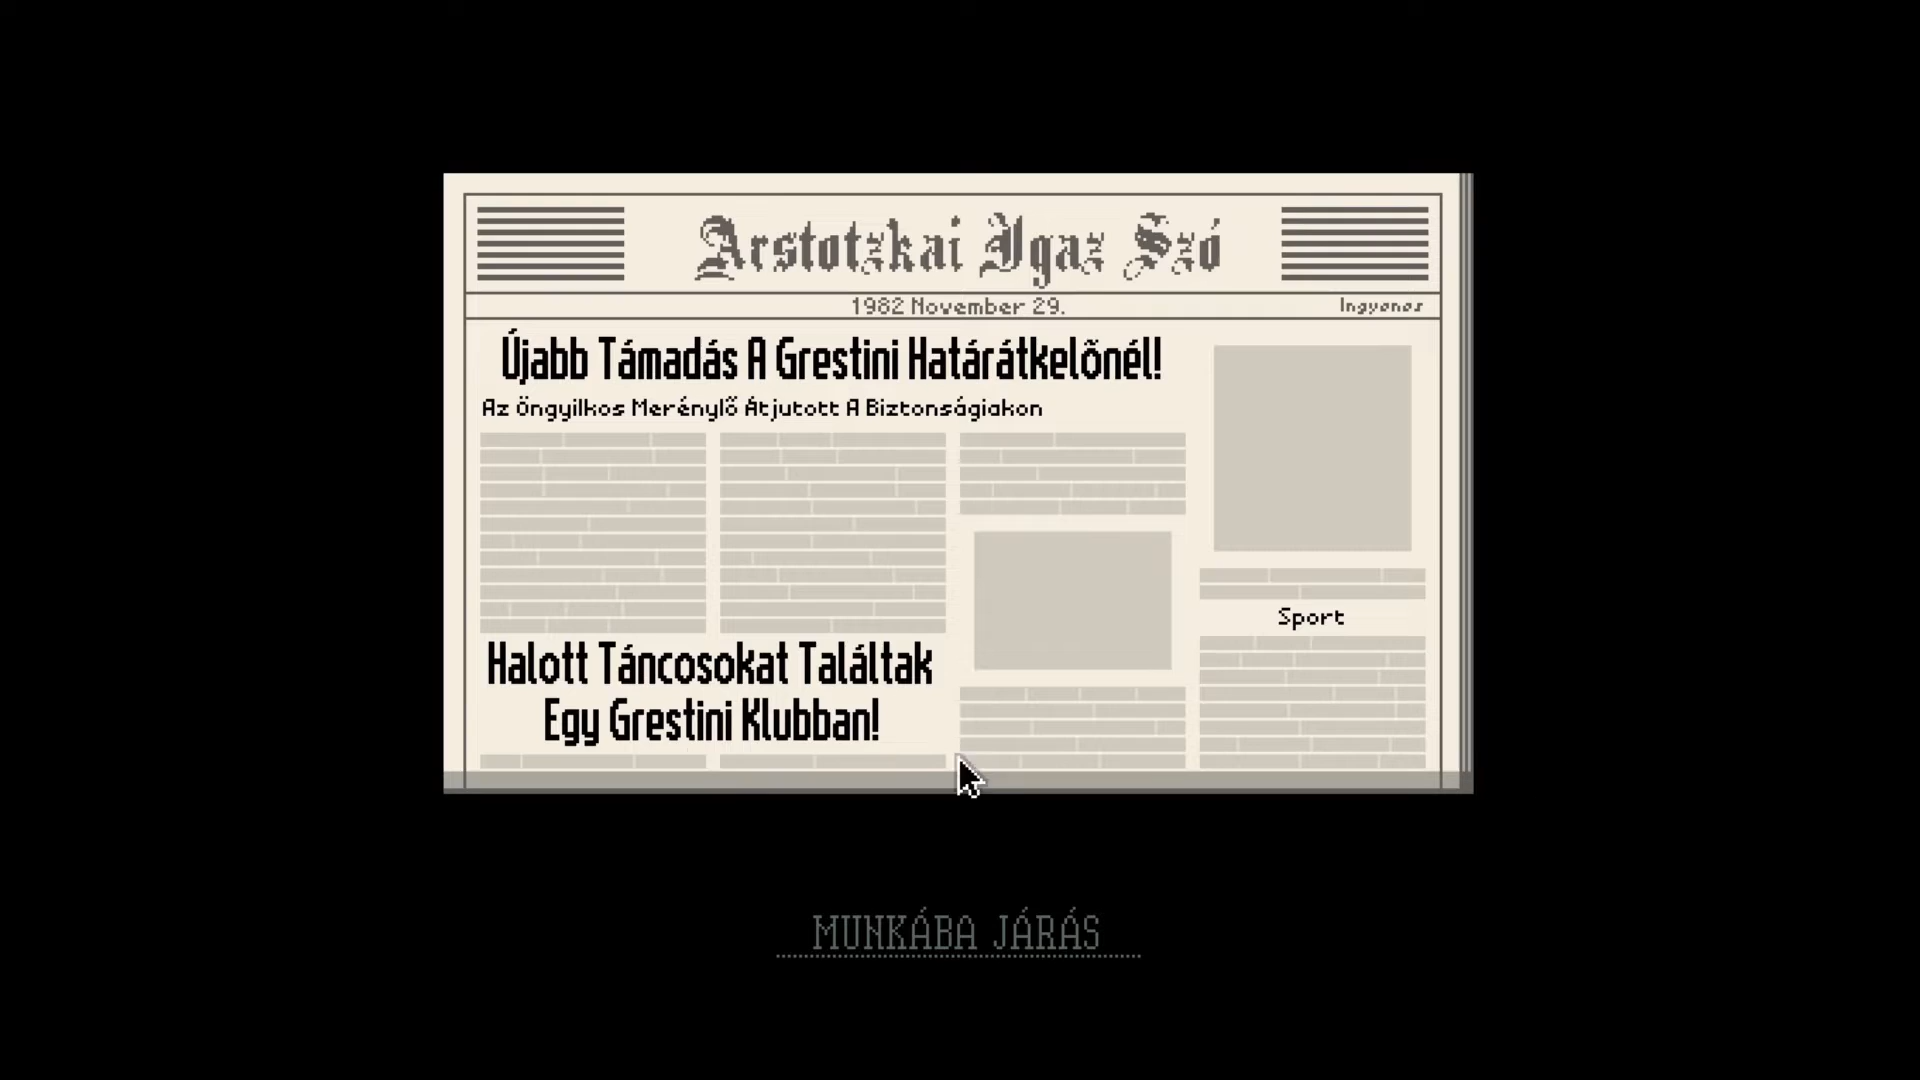 Arstotzkai Igaz Szó
1982 November 29.
Ingyenes
Újabb Támadás A Grestini Határátkelőnél!
Az Öngyilkos Merénylő Átjutott A Biztonságiakon
Sport
Halott Táncosokat Találtak
Egy Grestini Klubban!
MUNKÁBA JÁRÁS